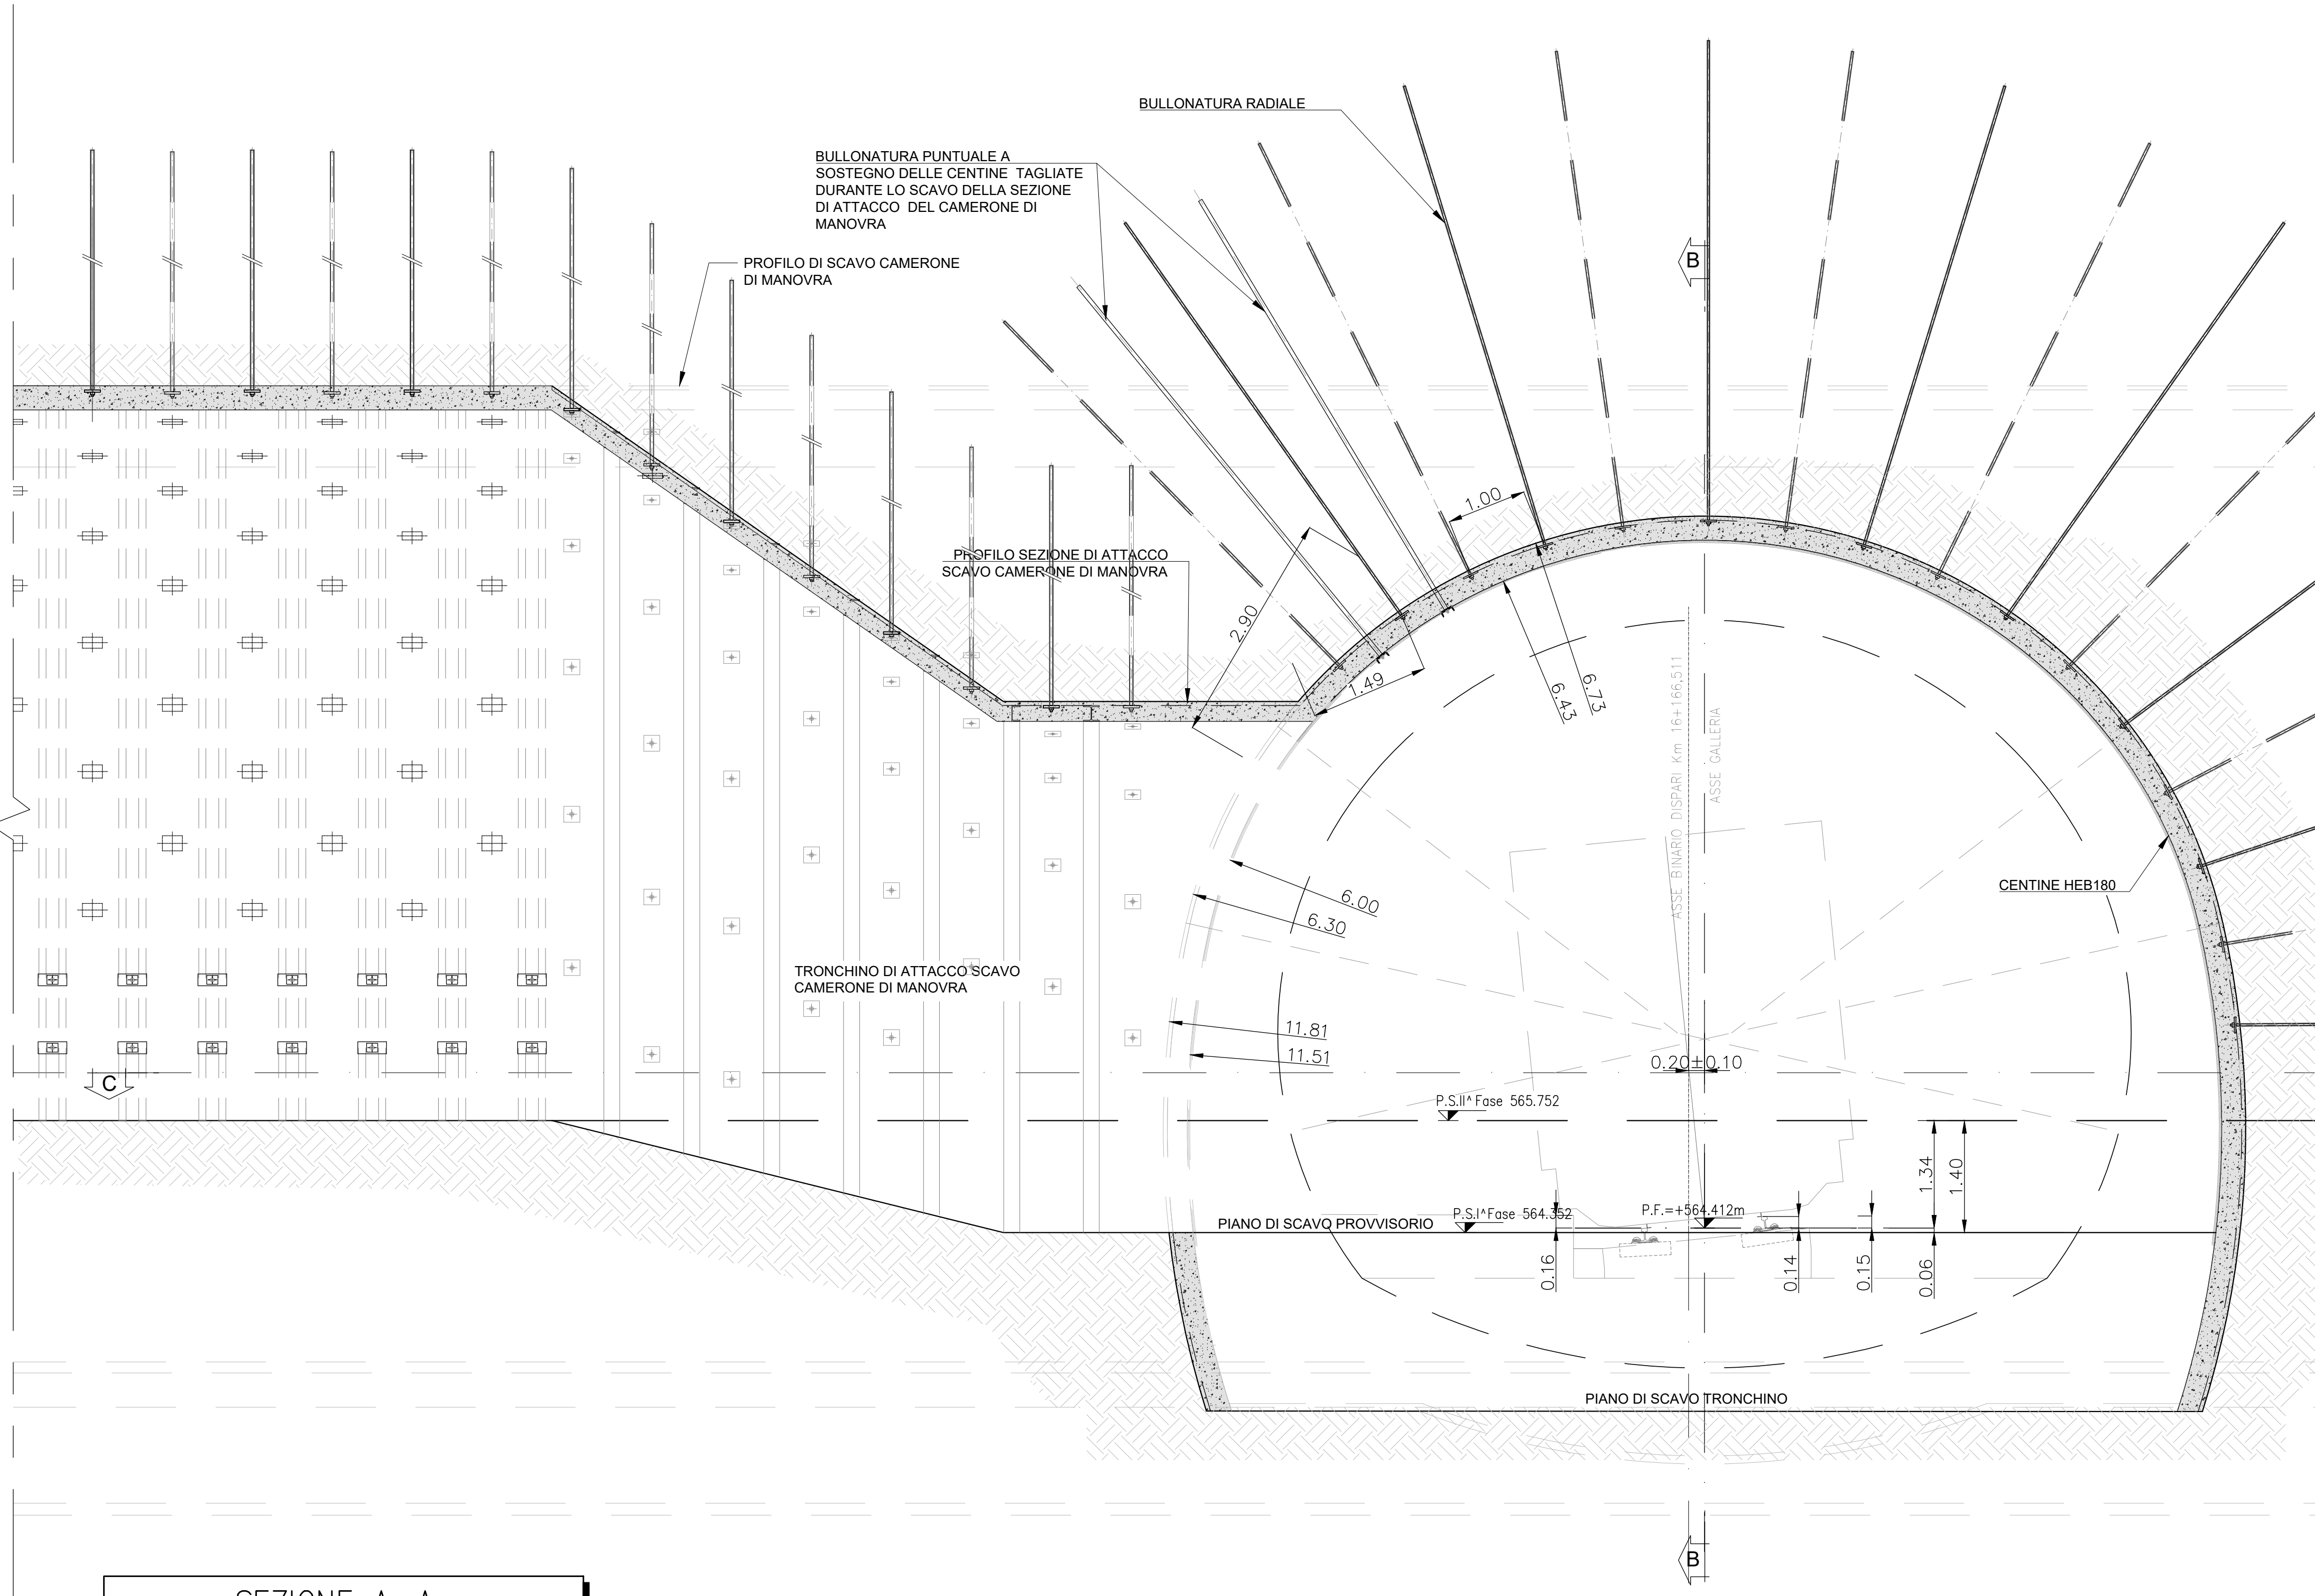 BULLONATURA RADIALE
BULLONATURA PUNTUALE A
SOSTEGNO DELLE CENTINE TAGLIATE
DURANTE LO SCAVO DELLA SEZIONE
DI ATTACCO DEL CAMERONE DI
MANOVRA
B
PROFILO DI SCAVO CAMERONE
DI MANOVRA
1.00
PROFILO SEZIONE DI ATTACCO
SCAVO CAMERONE DI MANOVRA
2.90
1.49
6.43
6.73
ASSE BINARIO DISPARI Km 16+166,511
ASSE GALLERIA
CENTINE HEB180
6.00
6.30
TRONCHINO DI ATTACCO SCAVO
CAMERONE DI MANOVRA
11.81
11.51
0.20±0.10
C
P.S.II^ Fase 565.752
1.34
1.40
PIANO DI SCAVO PROVVISORIO
P.S.I^Fase 564.352
P.F.=+564.412m
0.16
0.14
0.15
0.06
PIANO DI SCAVO TRONCHINO
B
SEZIONE A-A